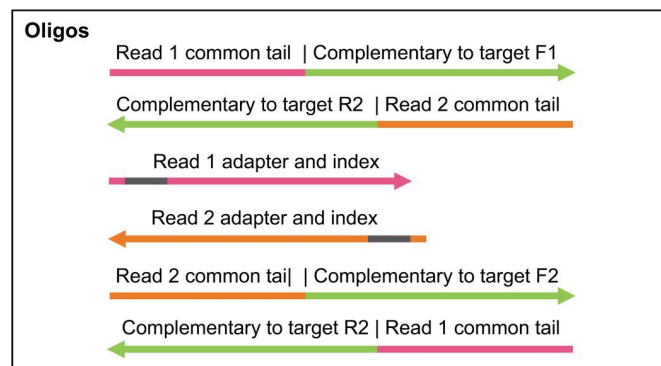 Oligos
Read 1 common tail | Complementary to target F1
Complementary to target R2 | Read 2 common tail
Read 1 adapter and index
Read 2 adapter and index
Read 2 common tai| | Complementary to target F2
Complementary to target R2 | Read 1 common tail